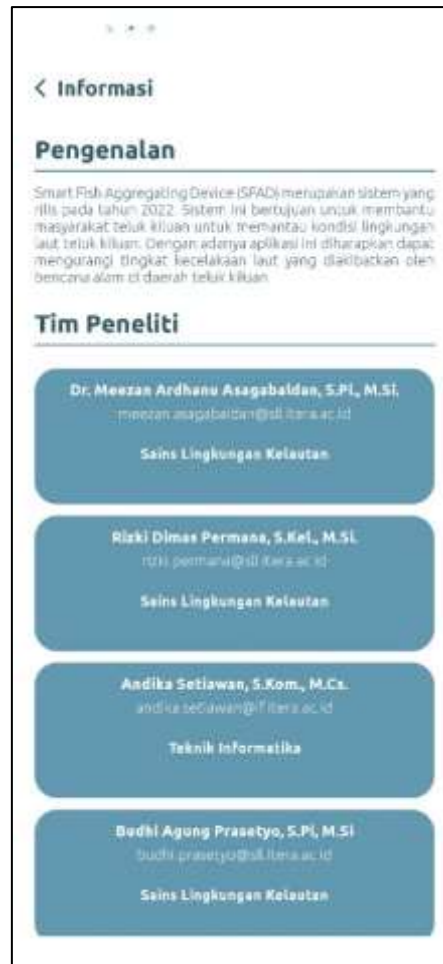 Informasi
Pengenalan
Smart Fish Aggregating Device (SFAD) merupakan sistem yang
rilis pada tahun 2022. Sistem ini bertujuan untuk membantu
masyarakat teluk kiluan untuk memantau kondisi lingkungan
laut teluk kiluan. Dengan adanya aplikasi ini diharapkan dapat
mengurangi tingkat kecelakaan laut yang diakibatkan oleh
bencana alam di daerah teluk kiluan.
Tim Peneliti
Dr. Meezan Ardhanu Asagabaldan, S.Pi., M.Si.
meezan.asagabaldan@sll.itera.ac.id
Sains Lingkungan Kelautan
Rizki Dimas Permana, S.Kel., M.Si.
rizki.permana@sll.itera.ac.id
Sains Lingkungan Kelautan
Andika Setiawan, S.Kom., M.Cs.
andika.setiawan@if.itera.ac.id
Teknik Informatika
Budhi Agung Prasetyo, S.Pi, M.Si
budhi.prasetyo@sll.itera.ac.id
Sains Lingkungan Kelautan